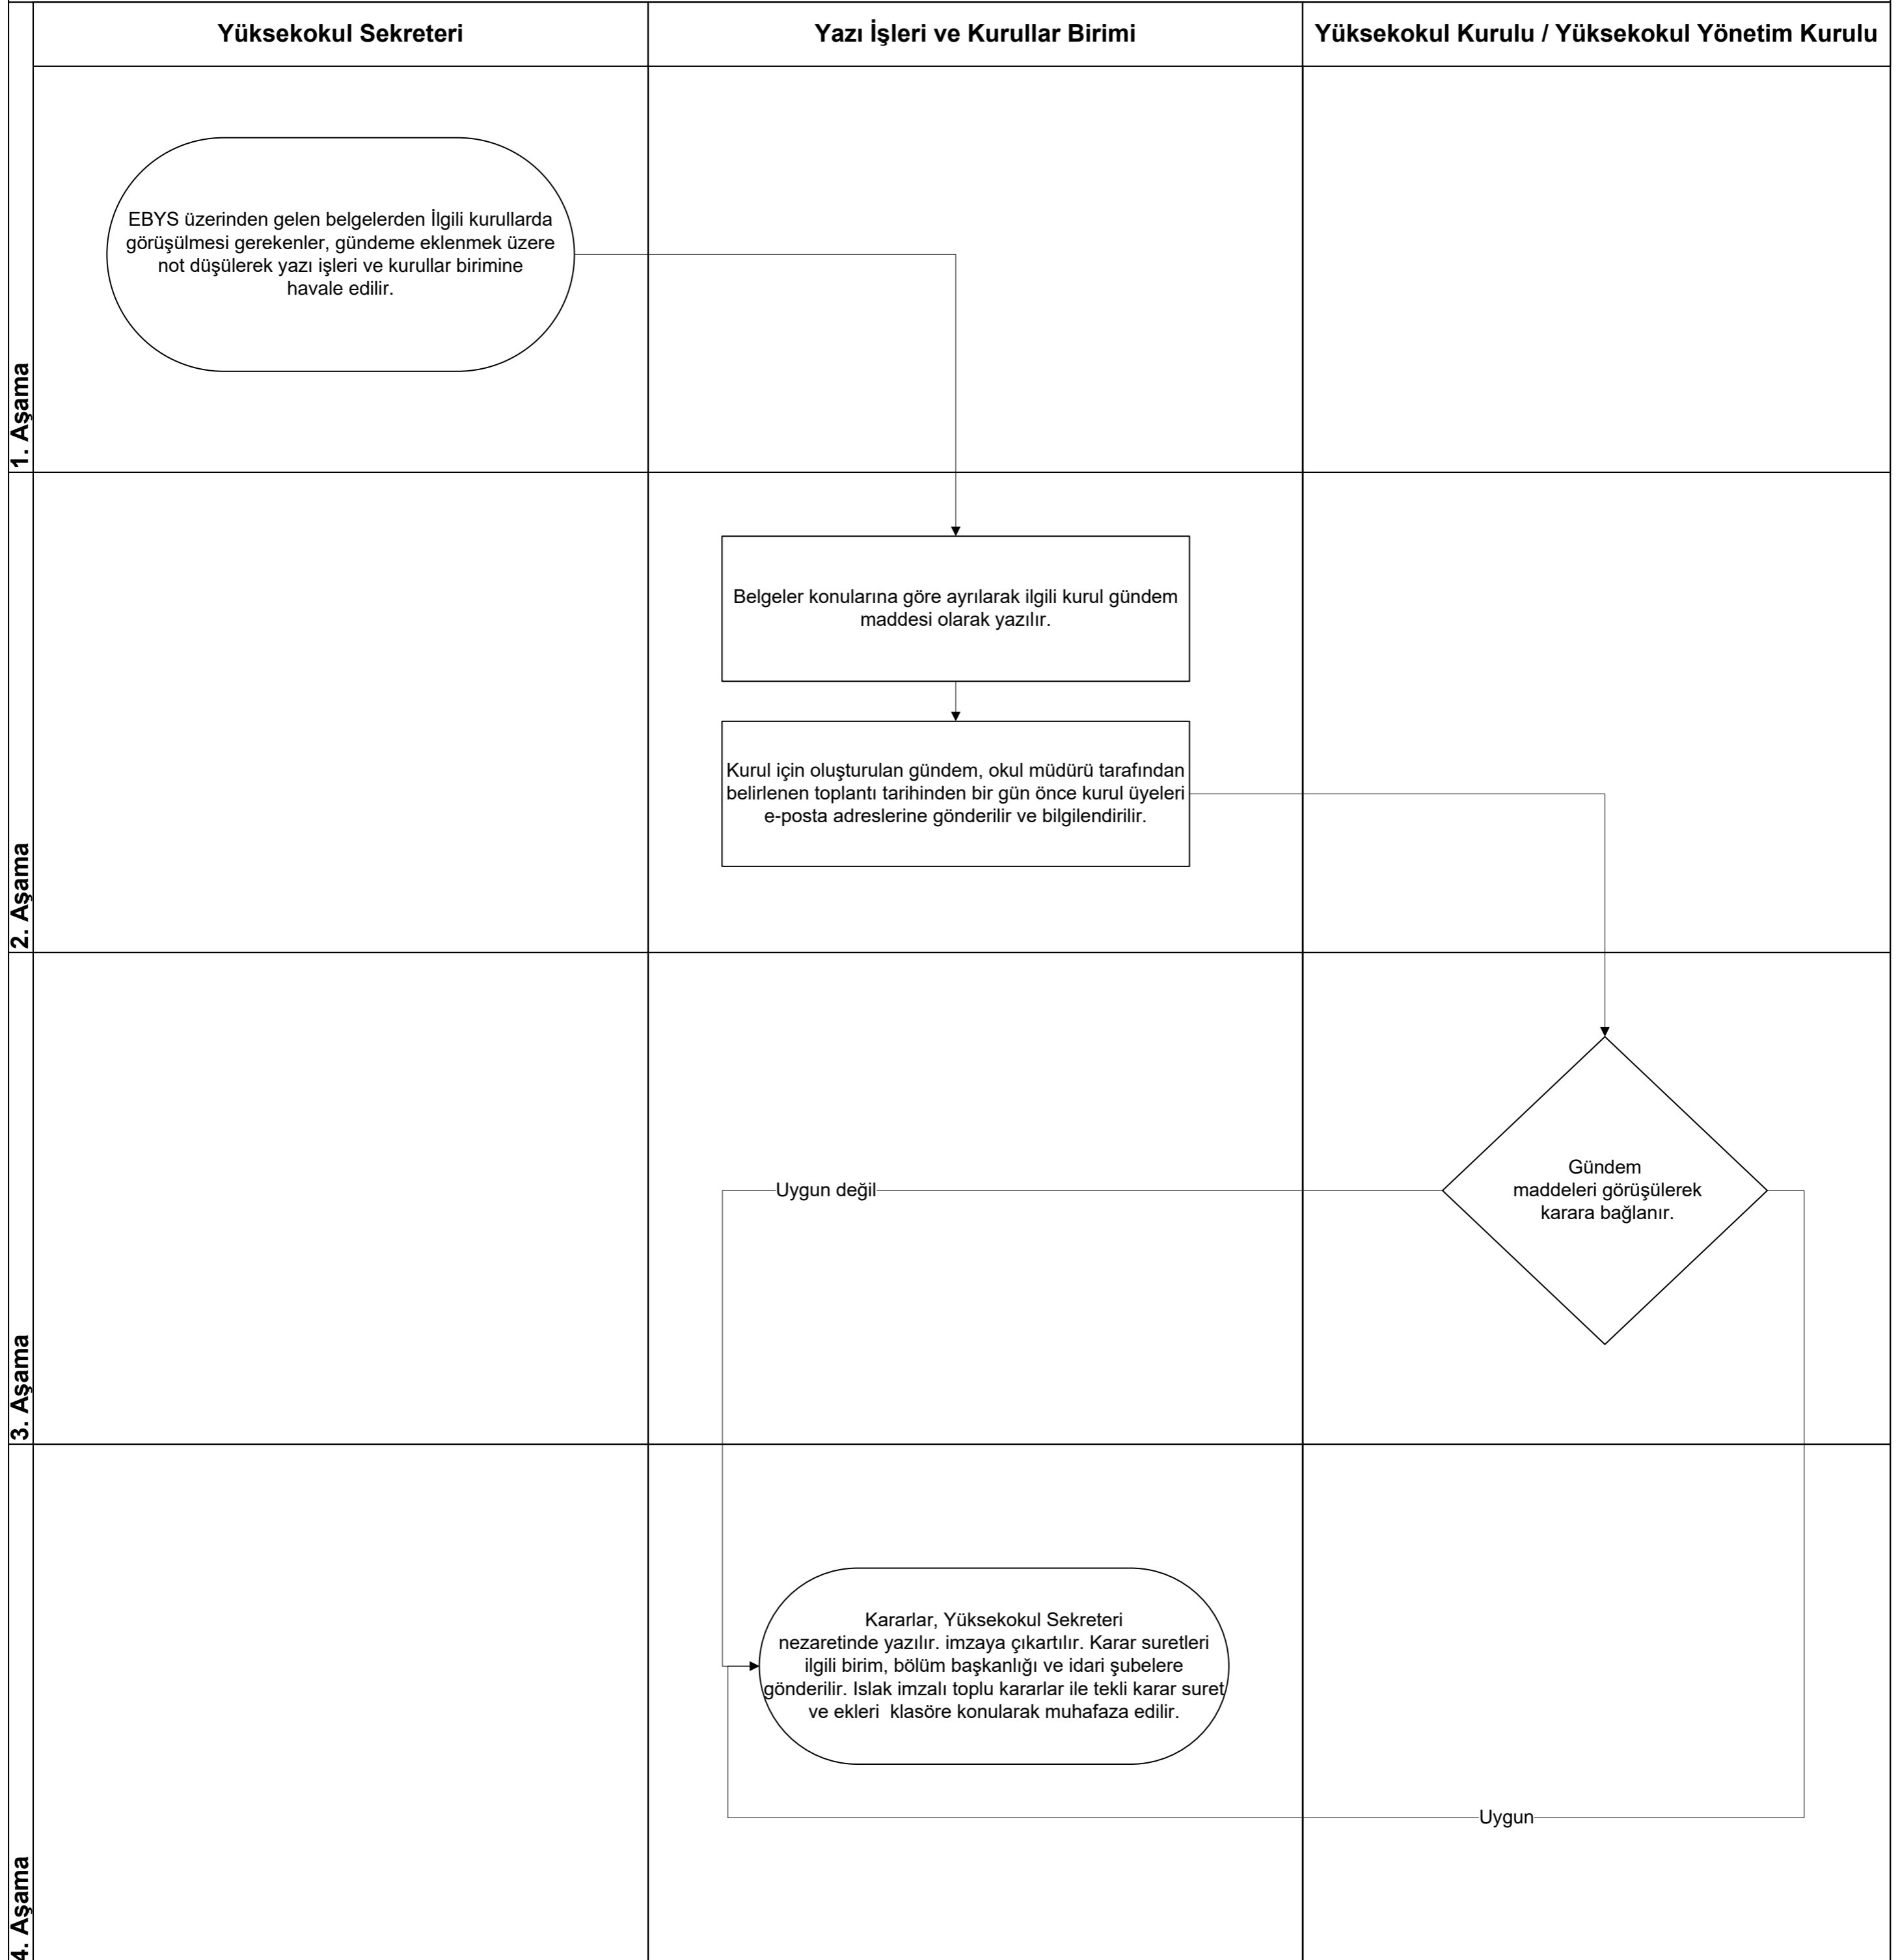 Yüksekokul Sekreteri
Yazı İşleri ve Kurullar Birimi
Yüksekokul Kurulu / Yüksekokul Yönetim Kurulu
1. Aşama
EBYS üzerinden gelen belgelerden İlgili kurullarda
görüşülmesi gerekenler, gündeme eklenmek üzere
not düşülerek yazı işleri ve kurullar birimine
havale edilir.
2. Aşama
Belgeler konularına göre ayrılarak ilgili kurul gündem
maddesi olarak yazılır.
Kurul için oluşturulan gündem, okul müdürü tarafından
belirlenen toplantı tarihinden bir gün önce kurul üyeleri
e-posta adreslerine gönderilir ve bilgilendirilir.
3. Aşama
Gündem
maddeleri görüşülerek
karara bağlanır.
Uygun değil
4. Aşama
Kararlar, Yüksekokul Sekreteri
nezaretinde yazılır. imzaya çıkartılır. Karar suretleri
ilgili birim, bölüm başkanlığı ve idari şubelere
gönderilir. Islak imzalı toplu kararlar ile tekli karar suret
ve ekleri  klasöre konularak muhafaza edilir.
Uygun